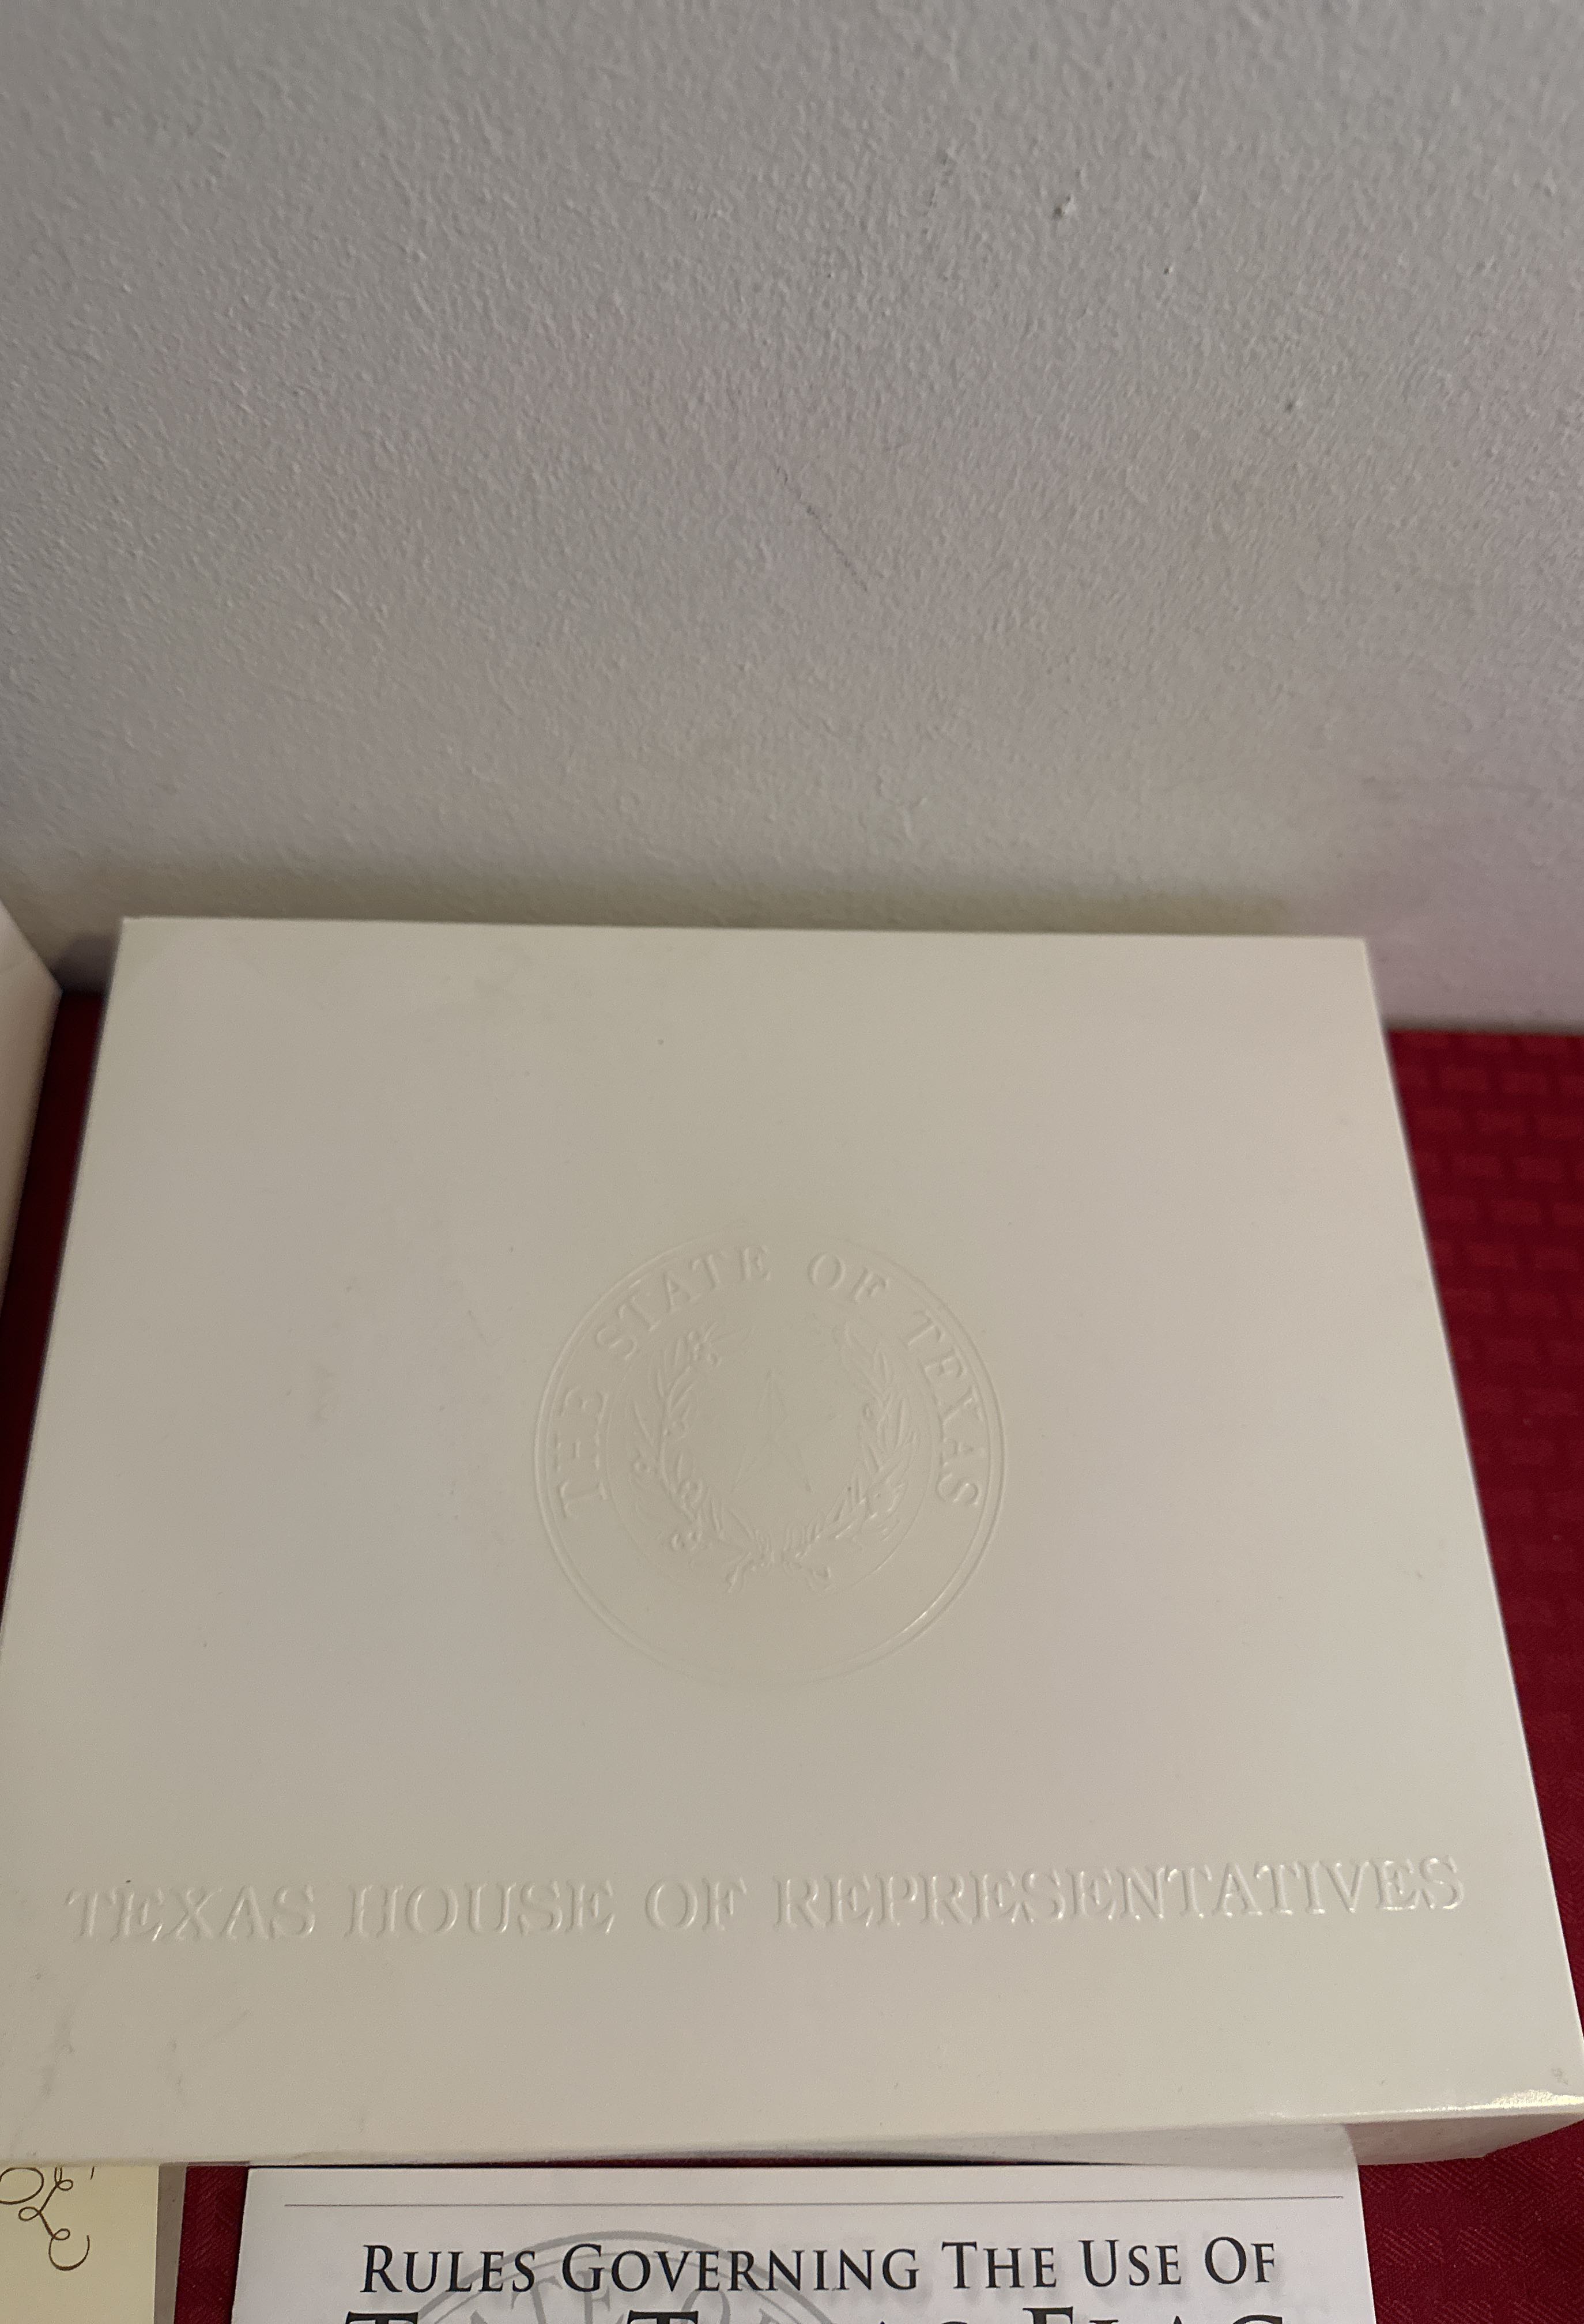 THE STATE OF TEXAS
TEXAS HOUSE OF REPRESENTATIVES
RULES GOVERNING THE USE OF